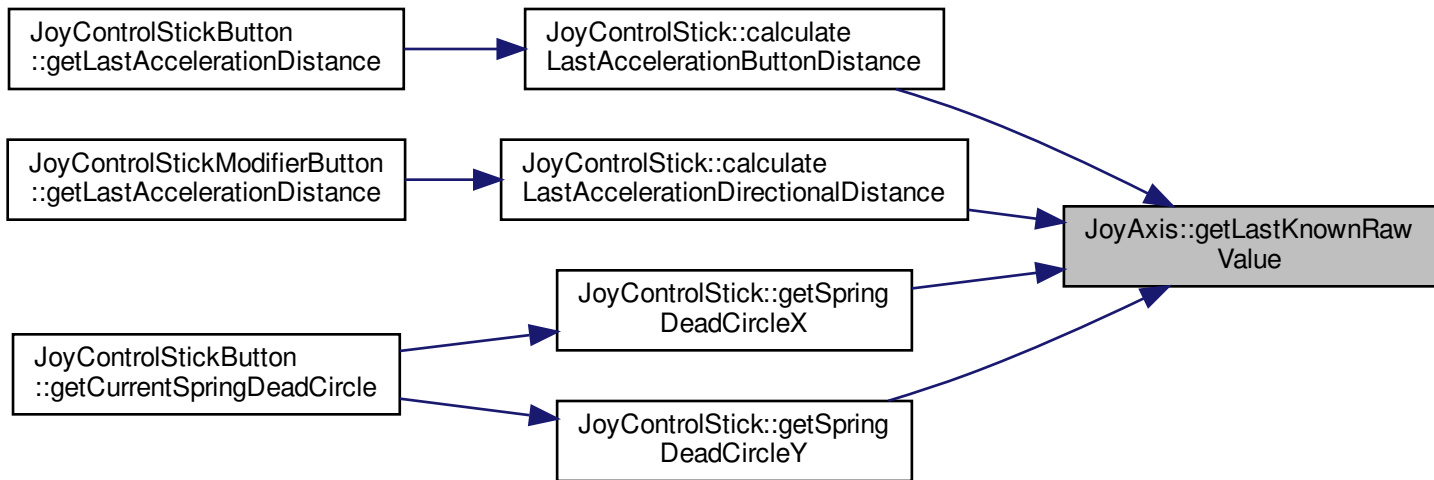 JoyControlStickButton
::getLastAccelerationDistance
JoyControlStick::calculate
LastAccelerationButtonDistance
JoyControlStickModifierButton
::getLastAccelerationDistance
JoyControlStick::calculate
LastAccelerationDirectionalDistance
JoyAxis::getLastKnownRaw
Value
JoyControlStick::getSpring
DeadCircleX
JoyControlStickButton
::getCurrentSpringDeadCircle
JoyControlStick::getSpring
DeadCircleY